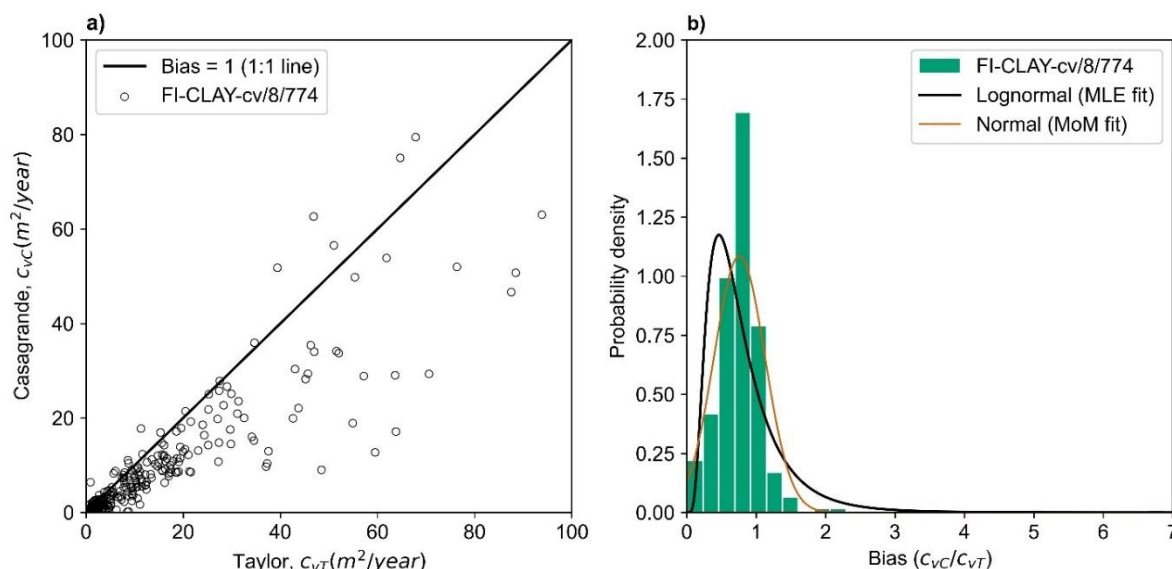 a)
100
80
60
40
20
0
Casagrande, c_vC(m²/year)
Bias = 1 (1:1 line)
FI-CLAY-cv/8/774
0 20 40 60 80 100
Taylor, c_vT(m²/year)
b)
2.00
1.75
1.50
1.25
1.00
0.75
0.50
0.25
0.00
Probability density
FI-CLAY-cv/8/774
Lognormal (MLE fit)
Normal (MoM fit)
0 1 2 3 4 5 6 7
Bias (c_vC/c_vT)